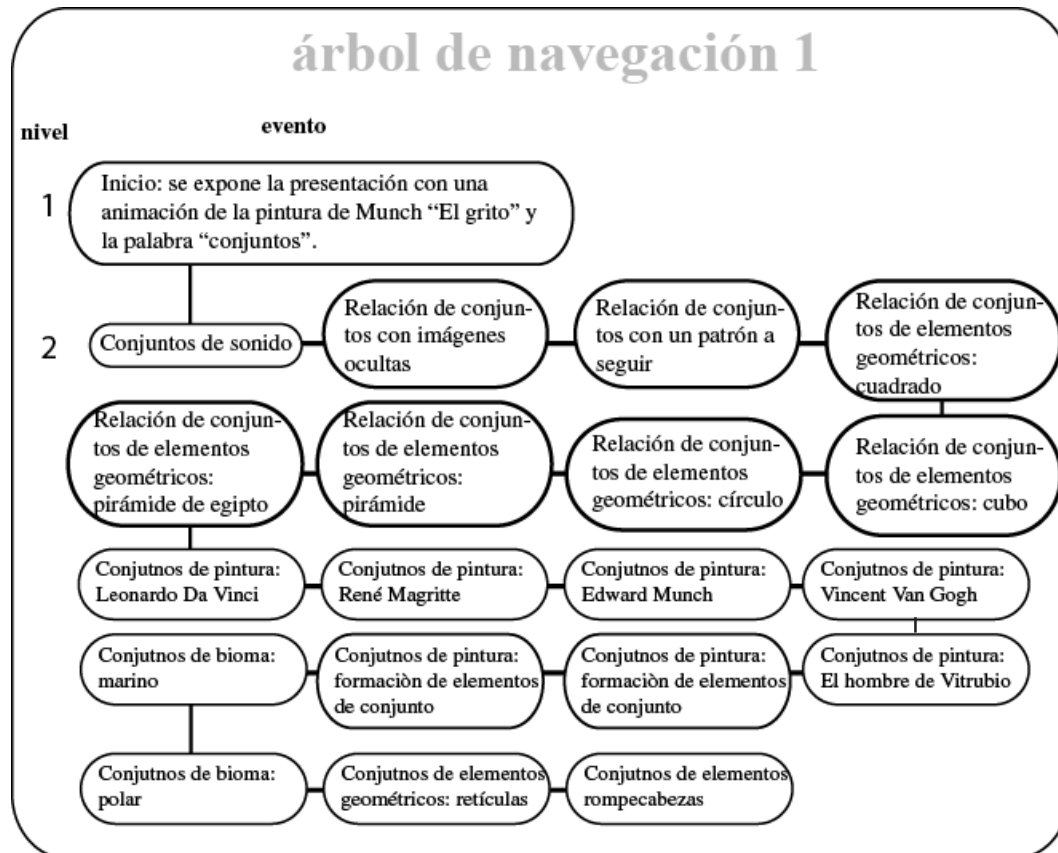 árbol de navegación 1
nivel
evento
1
Inicio: se expone la presentación con una
animación de la pintura de Munch “El grito” y
la palabra “conjuntos”.
2
Conjuntos de sonido
Relación de conjun-
tos con imágenes
ocultas
Relación de conjun-
tos con un patrón a
seguir
Relación de conjun-
tos de elementos
geométricos:
cuadrado
Relación de conjun-
tos de elementos
geométricos:
pirámide de egipto
Relación de conjun-
tos de elementos
geométricos:
pirámide
Relación de conjun-
tos de elementos
geométricos: círculo
Relación de conjun-
tos de elementos
geométricos: cubo
Conjutnos de pintura:
Leonardo Da Vinci
Conjutnos de pintura:
René Magritte
Conjutnos de pintura:
Edward Munch
Conjutnos de pintura:
Vincent Van Gogh
Conjutnos de bioma:
marino
Conjutnos de pintura:
formaciòn de elementos
de conjunto
Conjutnos de pintura:
formaciòn de elementos
de conjunto
Conjutnos de pintura:
El hombre de Vitrubio
Conjutnos de bioma:
polar
Conjutnos de elementos
geométricos: retículas
Conjutnos de elementos
rompecabezas